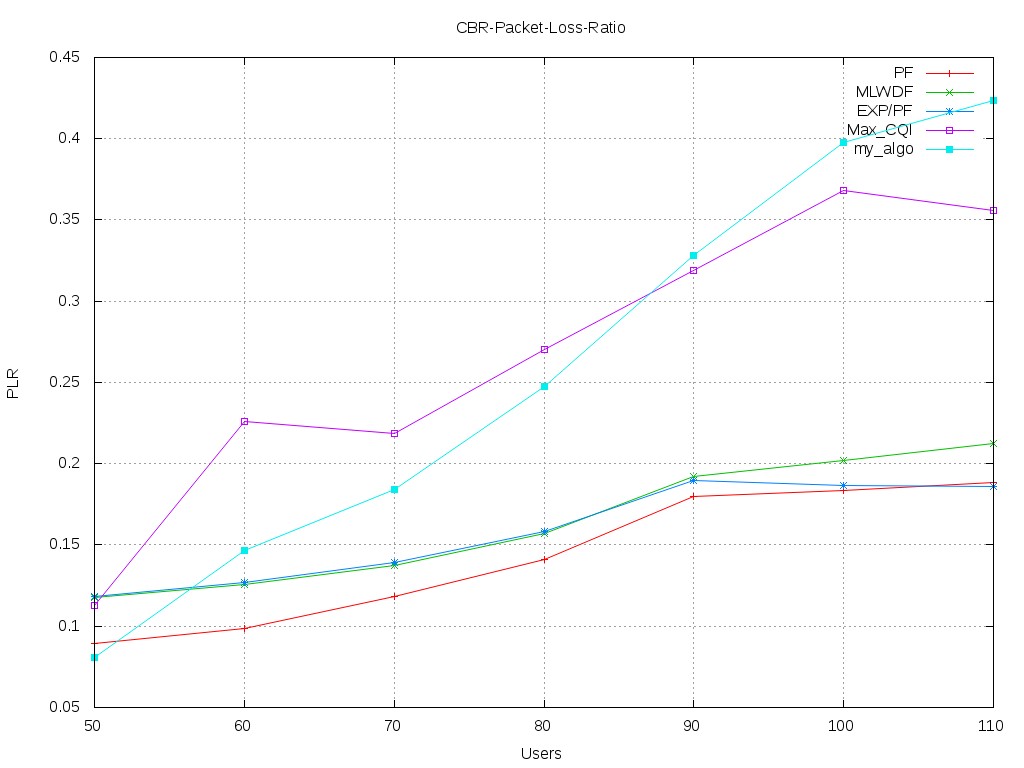 CBR-Packet-Loss-Ratio
0.45
0.4
0.35
0.3
0.25
0.2
0.15
0.1
0.05
PLR
50 60 70 80 90 100 110
Users
PF
MLWDF
EXP/PF
Max_CQI
my_algo